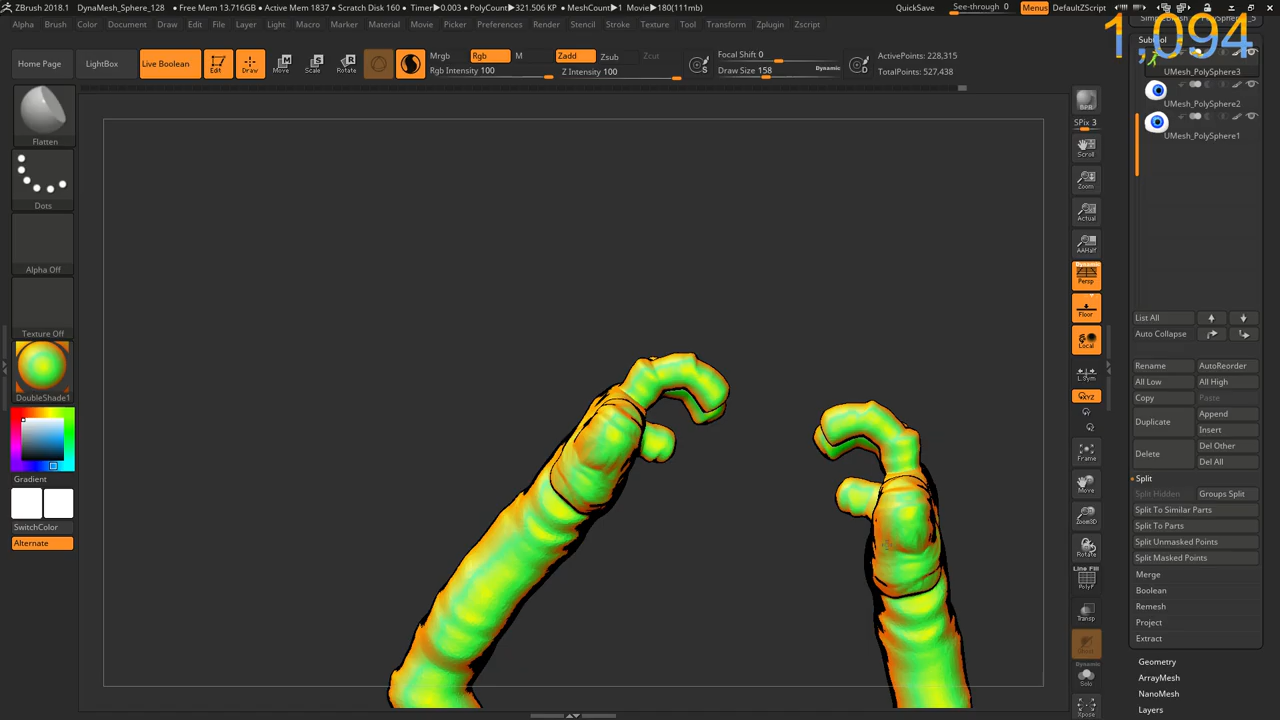 ZBrush 2018.1 DynaMesh_Sphere_128 • Free Mem 13.716GB • Active Mem 1837 • Scratch Disk 160 • Timer▶0.003 • PolyCount▶321.506 KP • MeshCount▶1 Movie▶180(111mb) QuickSave See-through 0 Menus DefaultZScript
Alpha Brush Color Document Draw Edit File Layer Light Macro Marker Material Movie Picker Preferences Render Stencil Stroke Texture Tool Transform Zplugin Zscript
1,094
Home Page LightBox Live Boolean Edit Draw Move Scale Rotate
Mrgb Rgb M Zadd Zsub Zcut
Rgb Intensity 100 Z Intensity 100
Focal Shift 0
Draw Size 158 Dynamic
ActivePoints: 228,315
TotalPoints: 527,438
Flatten
Dots
Alpha Off
Texture Off
DoubleShade1
Gradient
SwitchColor
Alternate
BPR
SPix 3
Scroll
Zoom
Actual
AAHalf
Dynamic
Persp
Floor
Local
L.Sym
XYZ
Frame
Move
Zoom3D
Rotate
Line Fill
PolyF
Transp
Ghost
Dynamic
Solo
Xpose
Subtool
UMesh_PolySphere3
UMesh_PolySphere2
UMesh_PolySphere1
List All
Auto Collapse
Rename AutoReorder
All Low All High
Copy Paste
Duplicate Append
Insert
Delete Del Other
Del All
Split
Split Hidden Groups Split
Split To Similar Parts
Split To Parts
Split Unmasked Points
Split Masked Points
Merge
Boolean
Remesh
Project
Extract
Geometry
ArrayMesh
NanoMesh
Layers